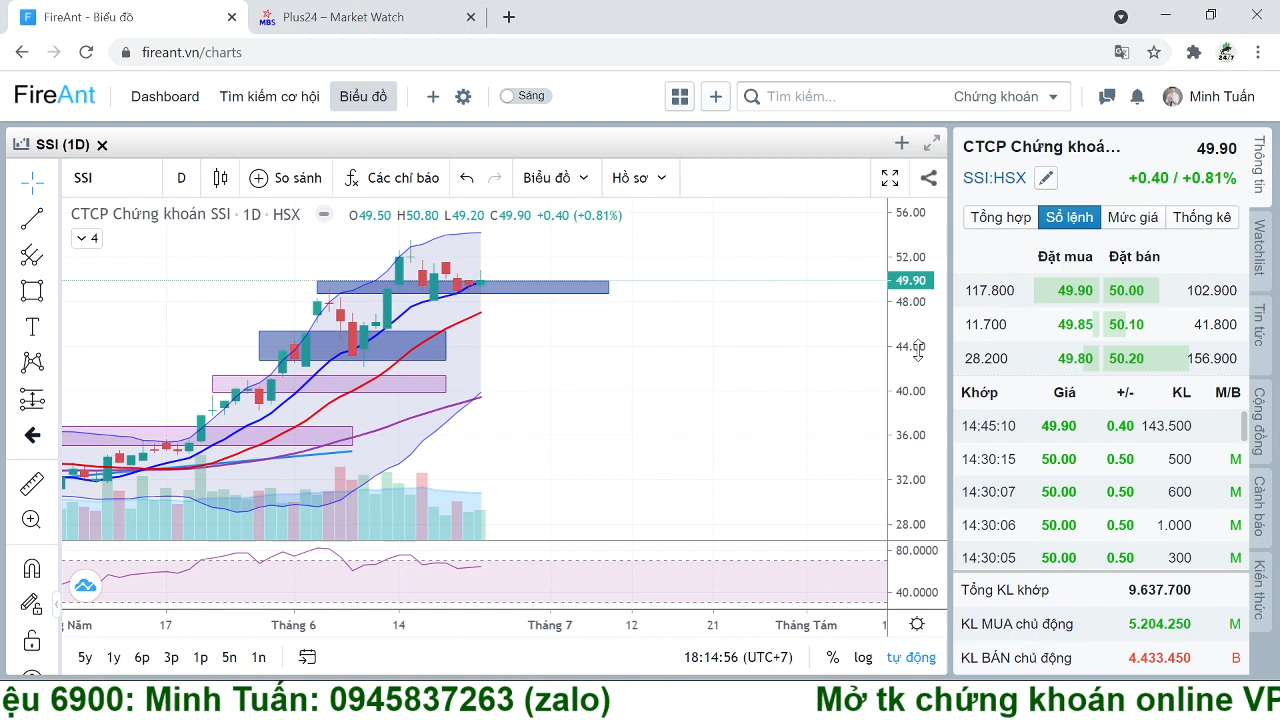 FireAnt - Biểu đồ
MBS Plus24 – Market Watch
fireant.vn/charts
24/7
FireAnt Dashboard Tìm kiếm cơ hội Biểu đồ Sáng Tìm kiếm... Chứng khoán Minh Tuấn
SSI (1D)
SSI D So sánh Các chỉ báo Biểu đồ Hồ sơ
CTCP Chứng khoán SSI · 1D · HSX O49.50 H50.80 L49.20 C49.90 +0.40 (+0.81%)
4
56.00
52.00
49.90
48.00
44.00
40.00
36.00
32.00
28.00
80.0000
40.0000
g Năm 17 Tháng 6 14 Tháng 7 12 21 Tháng Tám 1
5y 1y 6p 3p 1p 5n 1n 18:14:56 (UTC+7) % log tự động
CTCP Chứng khoá... 49.90
SSI:HSX +0.40 / +0.81%
Tổng hợp Sổ lệnh Mức giá Thống kê
Đặt mua Đặt bán
117.800 49.90 50.00 102.900
11.700 49.85 50.10 41.800
28.200 49.80 50.20 156.900
Khớp Giá +/- KL M/B
14:45:10 49.90 0.40 143.500
14:30:15 50.00 0.50 500 M
14:30:07 50.00 0.50 600 M
14:30:06 50.00 0.50 1.000 M
14:30:05 50.00 0.50 300 M
Tổng KL khớp 9.637.700
KL MUA chủ động 5.204.250 M
KL BÁN chủ động 4.433.450 B
Thông tin
Watchlist
Tin tức
Cộng đồng
Cảnh báo
Kiến thức
ệu 6900: Minh Tuấn: 0945837263 (zalo) Mở tk chứng khoán online VP